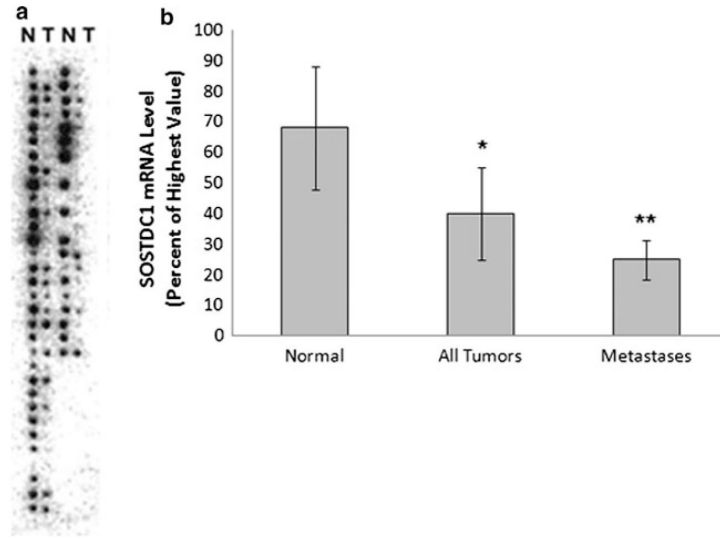 a
N T N T
b
SOSTDC1 mRNA Level
(Percent of Highest Value)
100
90
80
70
60
50
40
30
20
10
0
*
**
Normal
All Tumors
Metastases